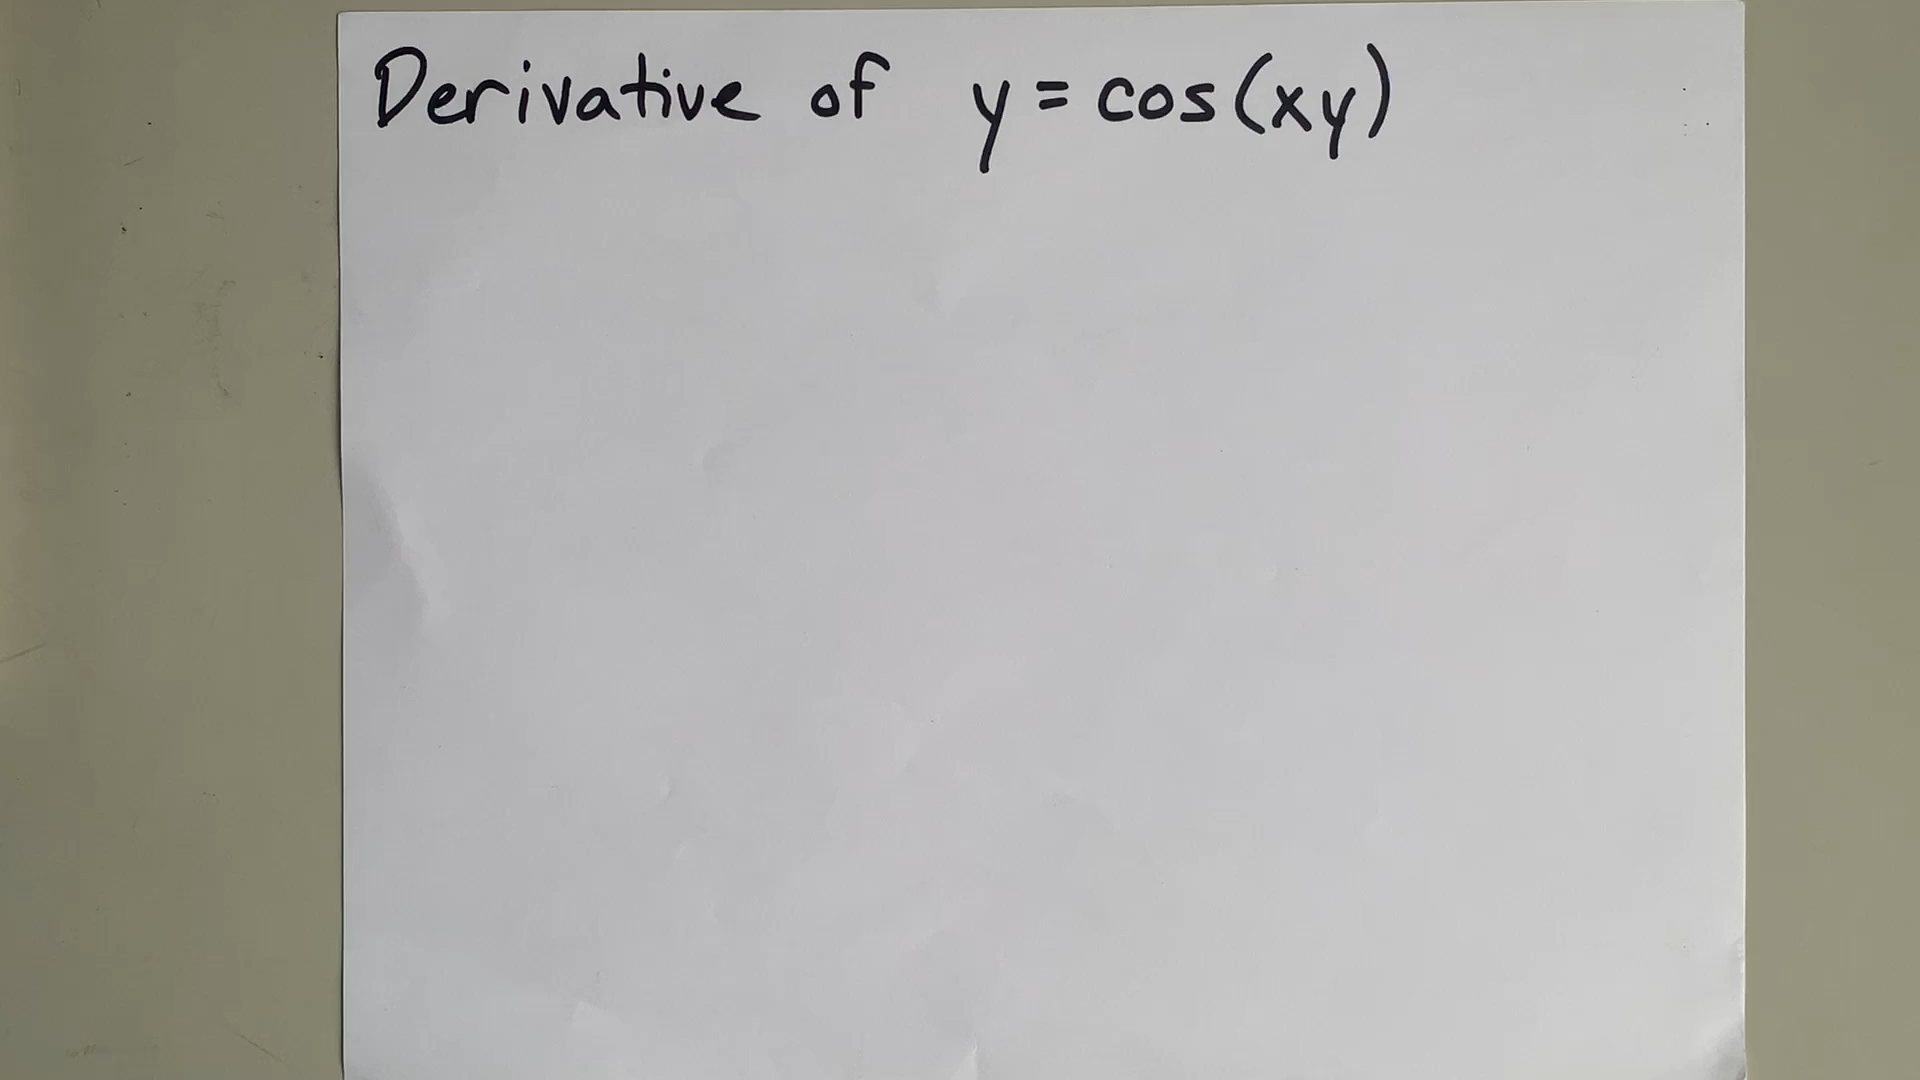 Derivative of y = cos(xy)